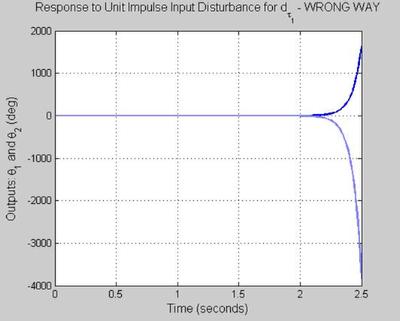 Response to Unit Impulse Input Disturbance for dτ1 - WRONG WAY
2000
1000
0
-1000
-2000
-3000
-4000
Outputs θ1 and θ2 (deg)
0 0.5 1 1.5 2 2.5
Time (seconds)